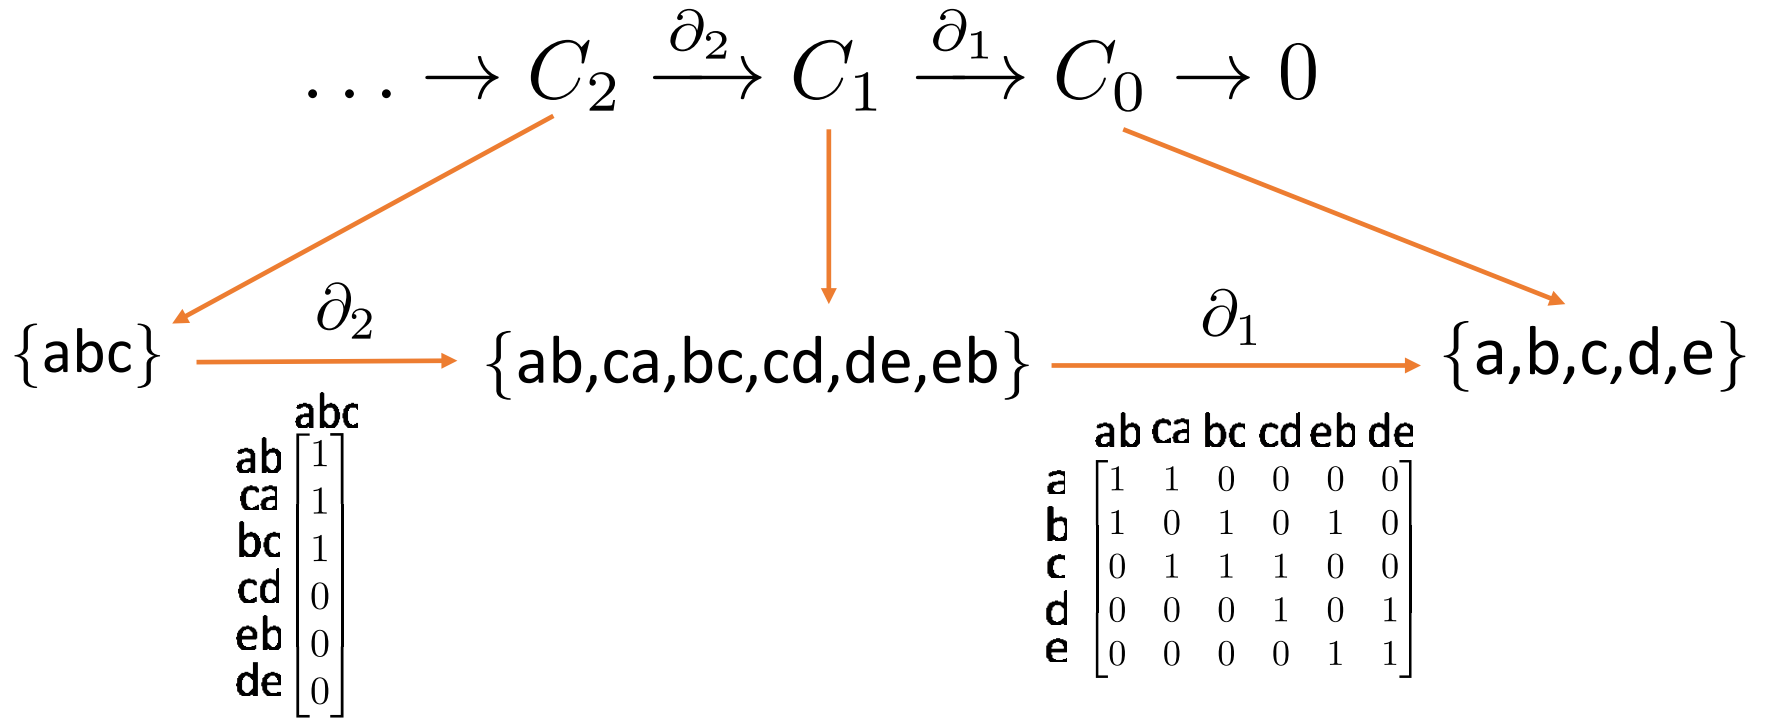 … → C₂ ∂₂→ C₁ ∂₁→ C₀ → 0
{abc} ∂₂ {ab,ca,bc,cd,de,eb} ∂₁ {a,b,c,d,e}
abc
ab 1
ca 1
bc 1
cd 0
eb 0
de 0
ab ca bc cd eb de
a 1 1 0 0 0 0
b 1 0 1 0 1 0
c 0 1 1 1 0 0
d 0 0 0 1 0 1
e 0 0 0 0 1 1